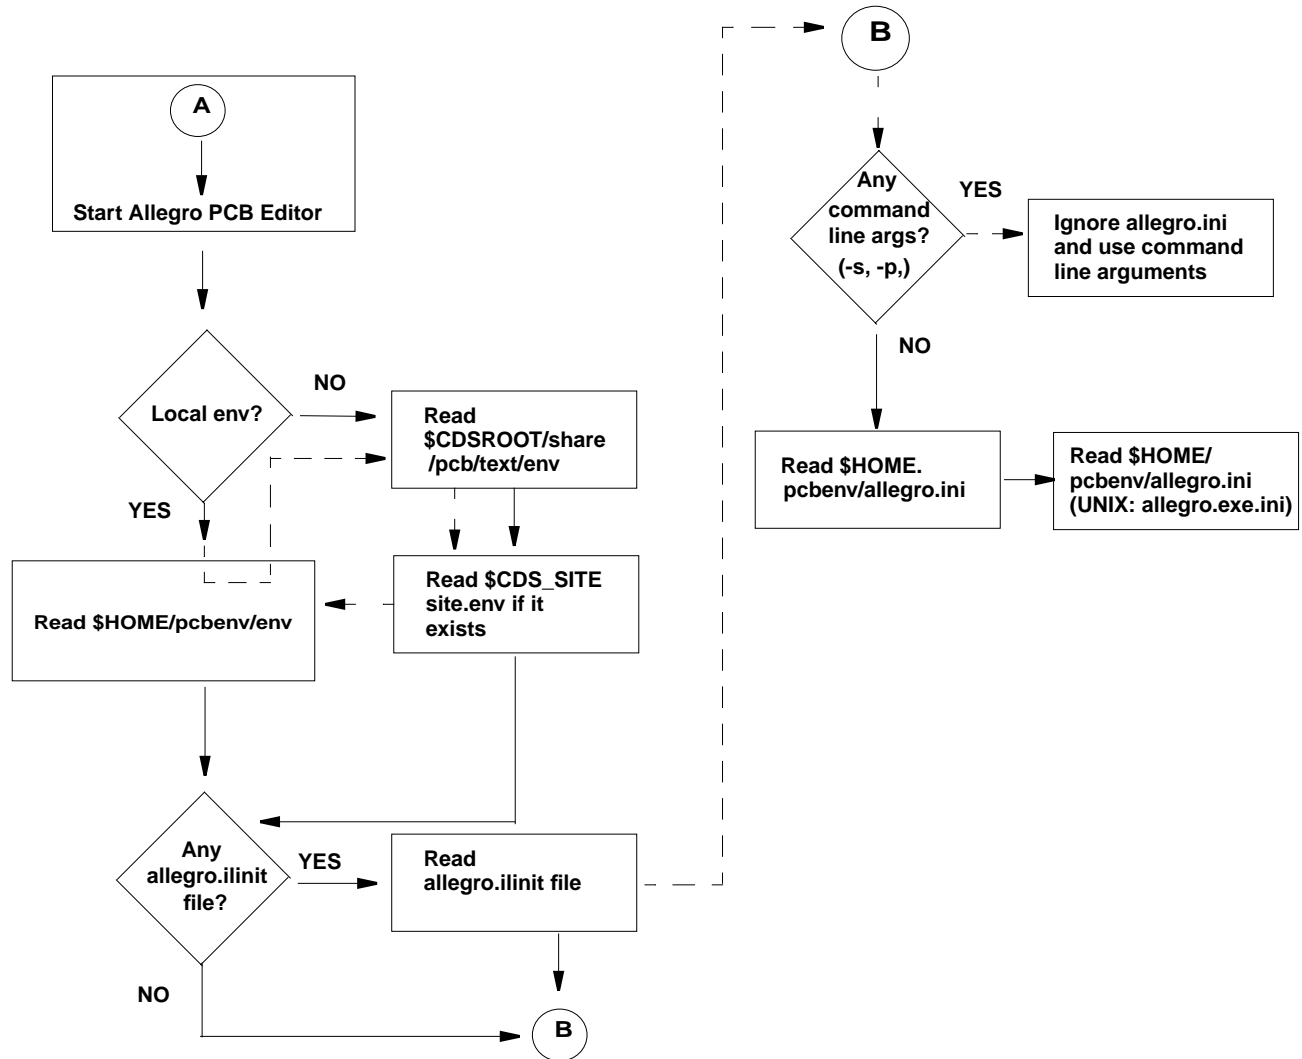 A
Start Allegro PCB Editor
Local env?
NO
YES
Read
$CDSROOT/share
/pcb/text/env
Read $CDS_SITE
site.env if it
exists
Read $HOME/pcbenv/env
Any
allegro.ilinit
file?
YES
NO
Read
allegro.ilinit file
B
B
Any
command
line args?
(-s, -p,)
YES
Ignore allegro.ini
and use command
line arguments
NO
Read $HOME.
pcbenv/allegro.ini
Read $HOME/
pcbenv/allegro.ini
(UNIX: allegro.exe.ini)